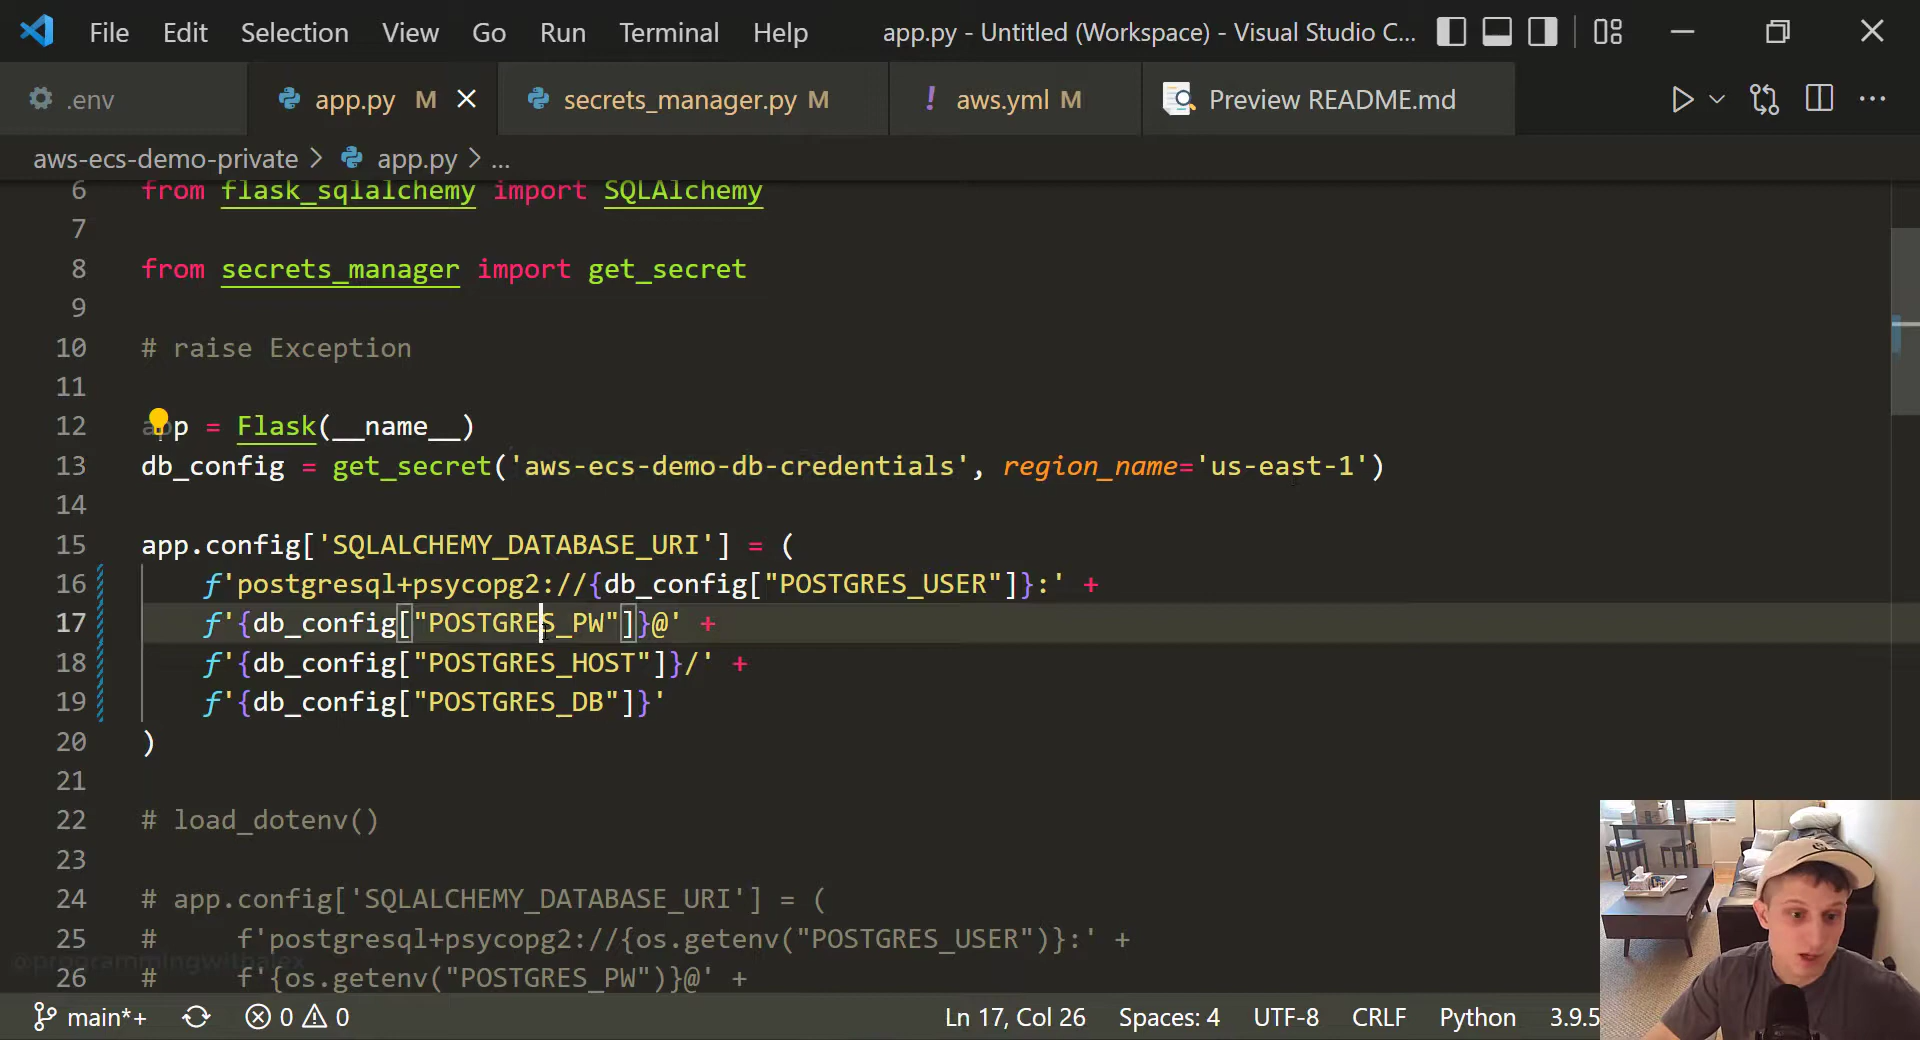 File Edit Selection View Go Run Terminal Help app.py - Untitled (Workspace) - Visual Studio C...
.env app.py M secrets_manager.py M ! aws.yml M Preview README.md ...
aws-ecs-demo-private > app.py > ...
6 from flask_sqlalchemy import SQLAlchemy
7
8 from secrets_manager import get_secret
9
10 # raise Exception
11
12 app = Flask(__name__)
13 db_config = get_secret('aws-ecs-demo-db-credentials', region_name='us-east-1')
14
15 app.config['SQLALCHEMY_DATABASE_URI'] = (
16 f'postgresql+psycopg2://{db_config["POSTGRES_USER"]}:' +
17 f'{db_config["POSTGRES_PW"]}@' +
18 f'{db_config["POSTGRES_HOST"]}/' +
19 f'{db_config["POSTGRES_DB"]}'
20 )
21
22 # load_dotenv()
23
24 # app.config['SQLALCHEMY_DATABASE_URI'] = (
25 # f'postgresql+psycopg2://{os.getenv("POSTGRES_USER")}:' +
@programmingwithalex
26 # f'{os.getenv("POSTGRES_PW")}@' +
main*+ 0 0 Ln 17, Col 26 Spaces: 4 UTF-8 CRLF Python 3.9.5